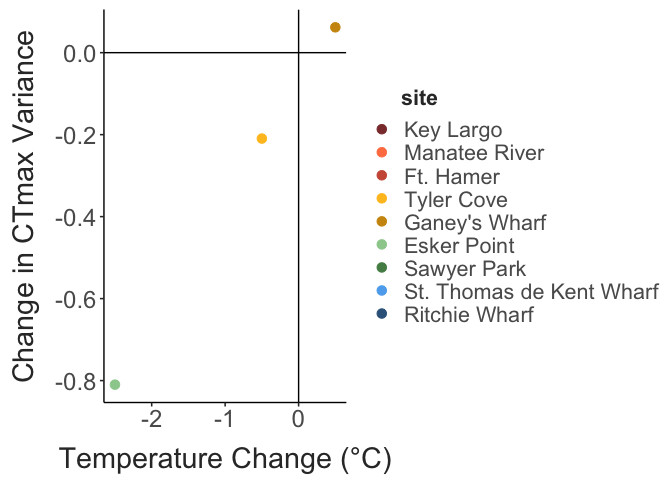 Change in CTmax Variance
0.0
-0.2
-0.4
-0.6
-0.8
-2
-1
0
Temperature Change (°C)
site
Key Largo
Manatee River
Ft. Hamer
Tyler Cove
Ganey's Wharf
Esker Point
Sawyer Park
St. Thomas de Kent Wharf
Ritchie Wharf